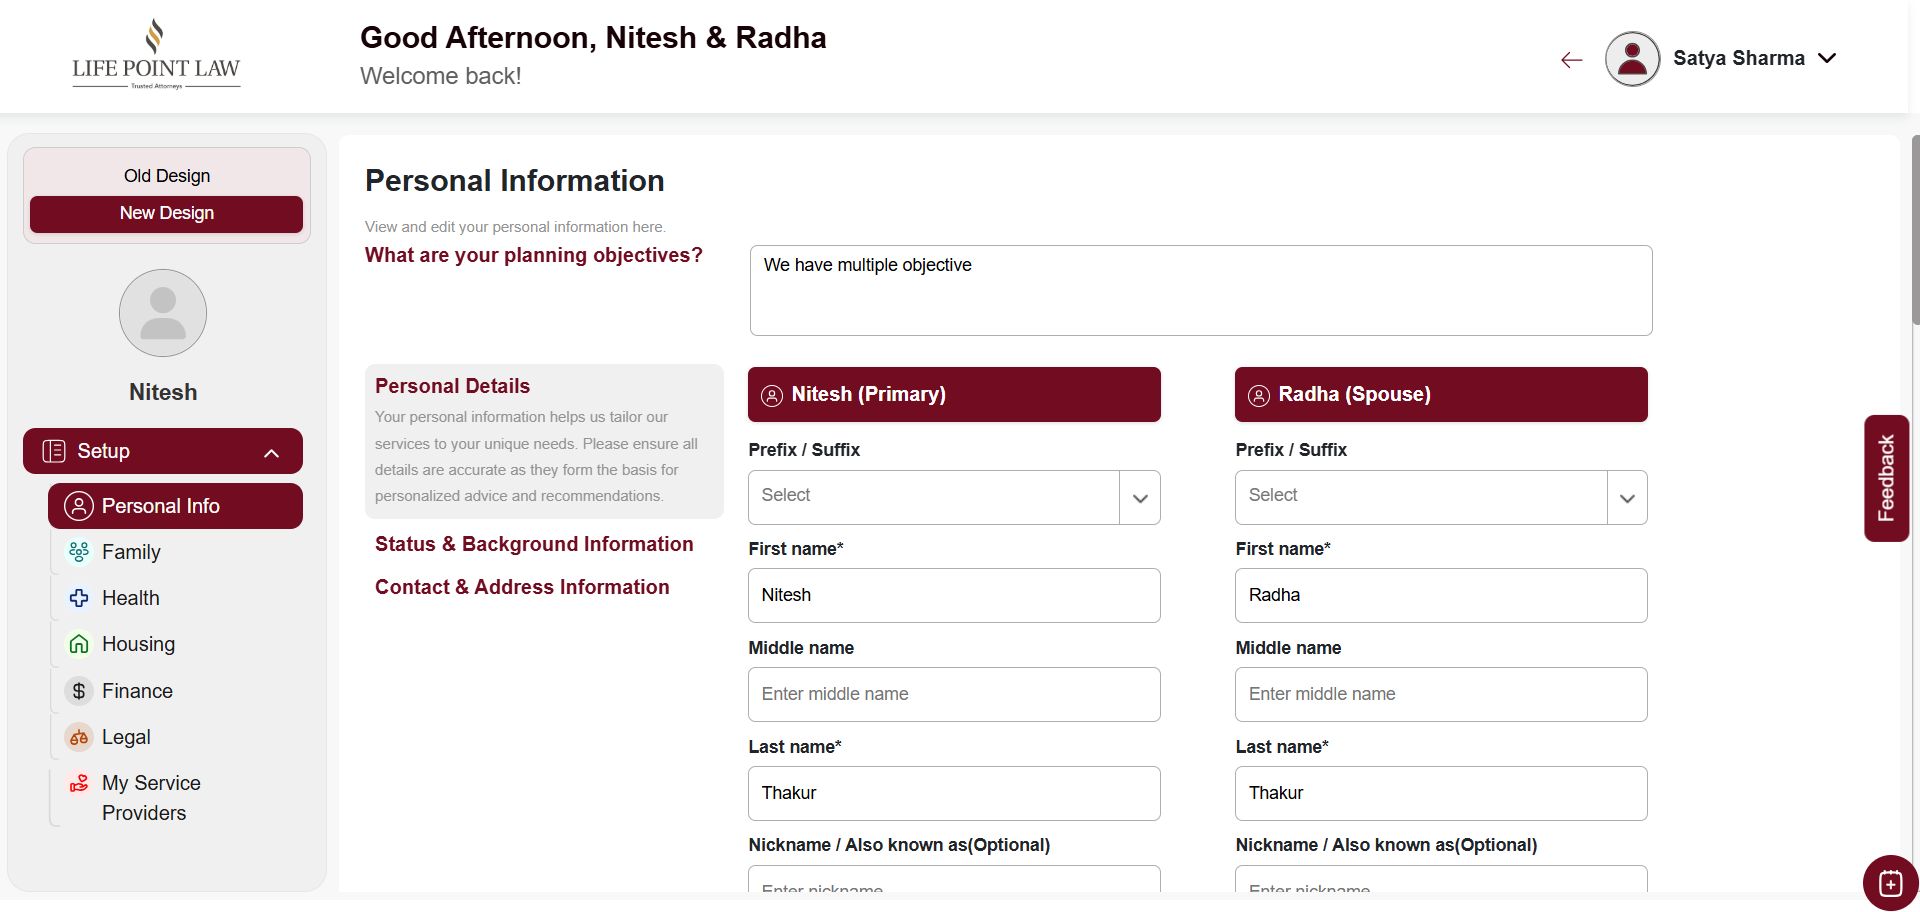 LIFE POINT LAW
Trusted Attorneys
Good Afternoon, Nitesh & Radha
Welcome back!
Satya Sharma
Old Design
New Design
Nitesh
Setup
Personal Info
Family
Health
Housing
Finance
Legal
My Service
Providers
Personal Information
View and edit your personal information here.
What are your planning objectives?
We have multiple objective
Personal Details
Your personal information helps us tailor our
services to your unique needs. Please ensure all
details are accurate as they form the basis for
personalized advice and recommendations.
Status & Background Information
Contact & Address Information
Nitesh (Primary)
Prefix / Suffix
Select
First name*
Nitesh
Middle name
Enter middle name
Last name*
Thakur
Nickname / Also known as(Optional)
Enter nickname
Radha (Spouse)
Prefix / Suffix
Select
First name*
Radha
Middle name
Enter middle name
Last name*
Thakur
Nickname / Also known as(Optional)
Enter nickname
Feedback